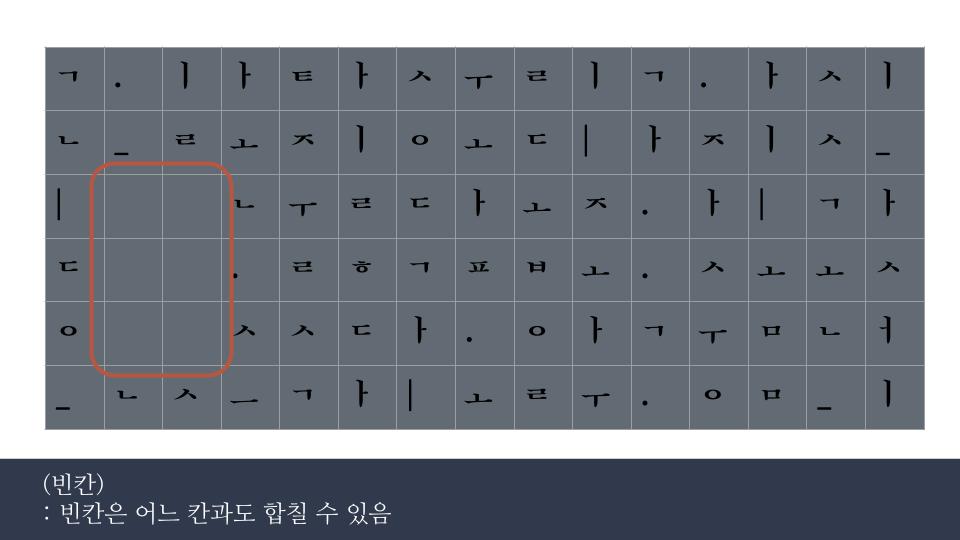 ㄱ . ㅣ ㅏ ㅌ ㅏ ㅅ ㅜ ㄹ ㅣ ㄱ . ㅏ ㅅ ㅣ
ㄴ _ ㄹ ㅗ ㅈ ㅣ ㅇ ㅗ ㄷ | ㅏ ㅈ ㅣ ㅅ _
| ㄴ ㅜ ㄹ ㄷ ㅏ ㅗ ㅈ . ㅏ | ㄱ ㅏ
ㄷ . ㄹ ㅎ ㄱ ㅍ ㅂ ㅗ . ㅅ ㅗ ㅗ ㅅ
ㅇ ㅅ ㅅ ㄷ ㅏ . ㅇ ㅏ ㄱ ㅜ ㅁ ㄴ ㅓ
_ ㄴ ㅅ ㅡ ㄱ ㅏ | ㅗ ㄹ ㅜ . ㅇ ㅁ _ ㅣ
(빈칸)
: 빈칸은 어느 칸과도 합칠 수 있음